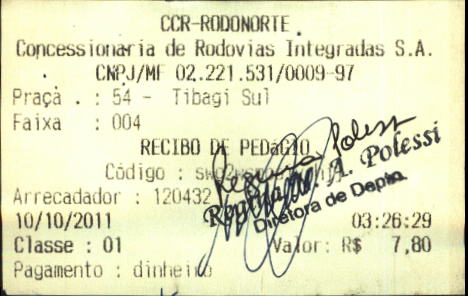 CCR-RODONORTE.
Concessionaria de Rodovias Integradas S.A.
CNPJ/MF 02.221.531/0009-97
Praça . : 54 - Tibagi Sul
Faixa : 004
RECIBO DE PEDáGIO
Código :
Polessi
A. Polessi
Arrecadador : 120432
Diretora de Depto.
10/10/2011 03:26:29
Classe : 01 Valor: R$ 7,80
Pagamento : dinheiro